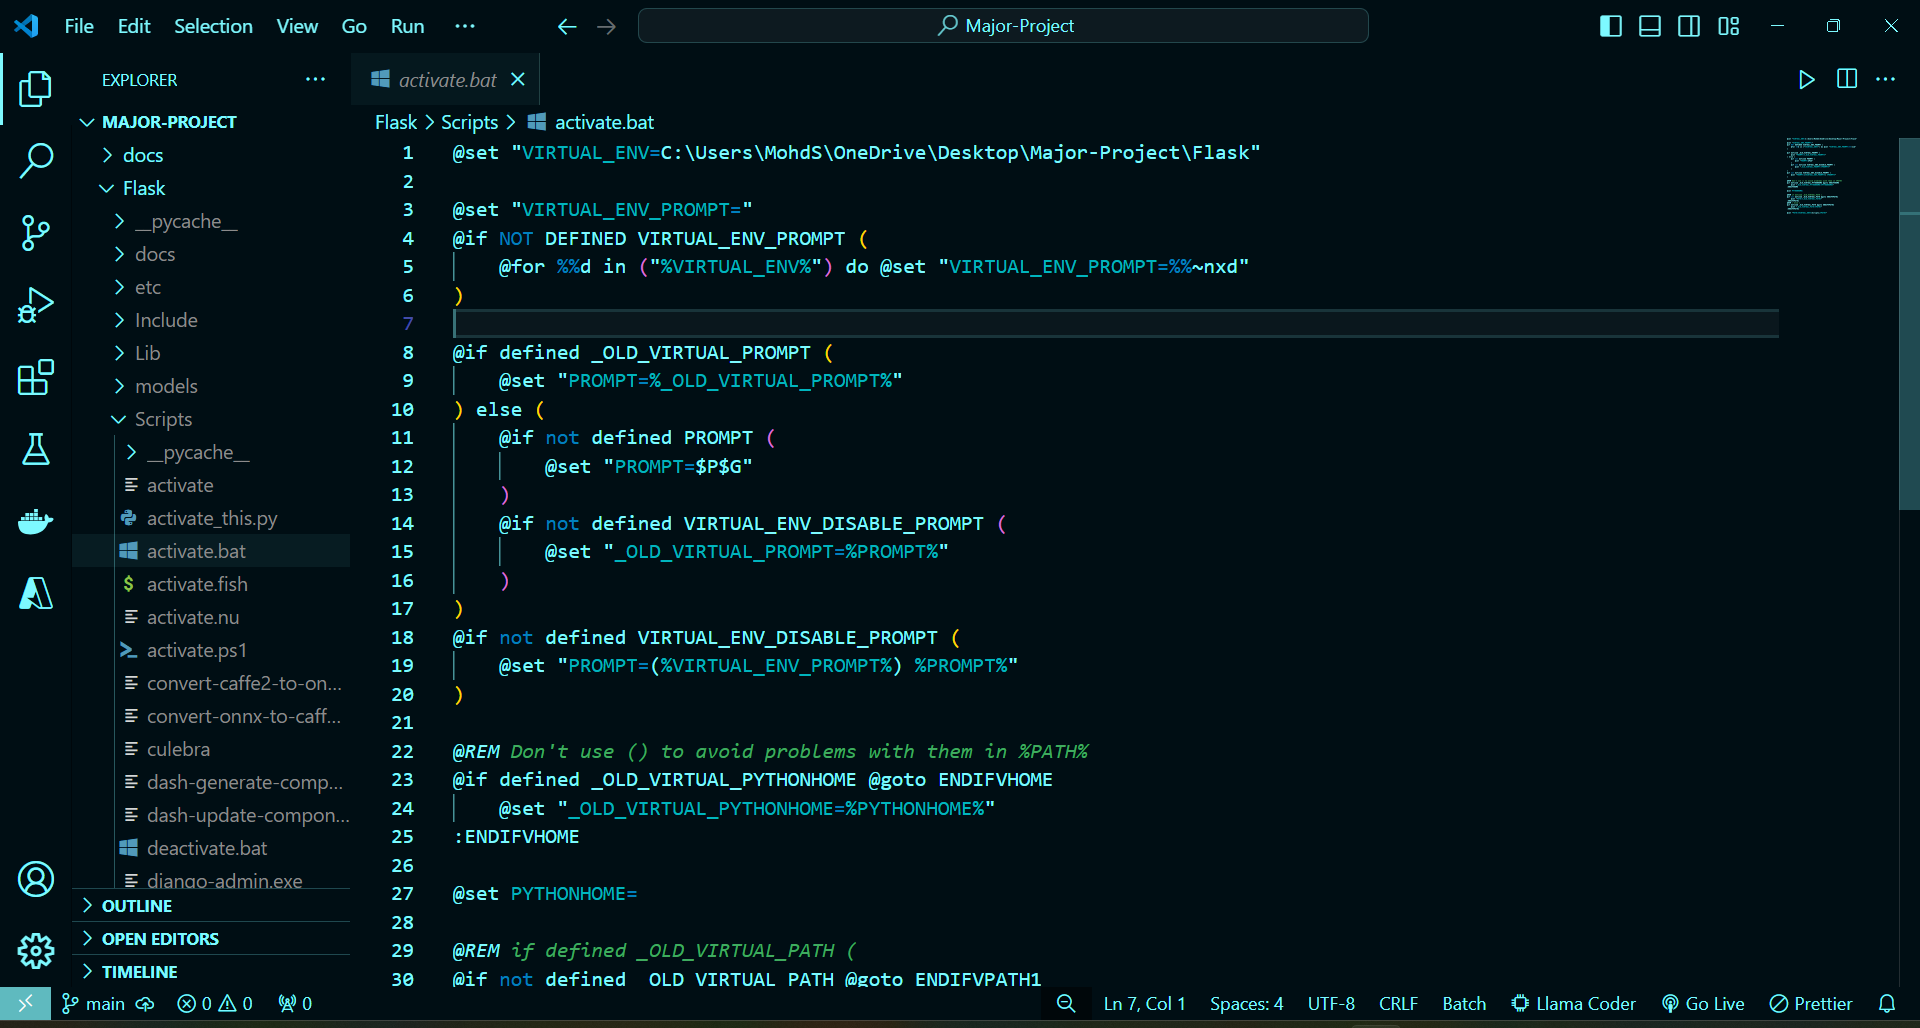 File Edit Selection View Go Run ···
Major-Project
EXPLORER
MAJOR-PROJECT
docs
Flask
__pycache__
docs
etc
Include
Lib
models
Scripts
__pycache__
activate
activate_this.py
activate.bat
activate.fish
activate.nu
activate.ps1
convert-caffe2-to-on...
convert-onnx-to-caff...
culebra
dash-generate-comp...
dash-update-compon...
deactivate.bat
django-admin.exe
OUTLINE
OPEN EDITORS
TIMELINE
activate.bat
Flask > Scripts > activate.bat
1 @set "VIRTUAL_ENV=C:\Users\MohdS\OneDrive\Desktop\Major-Project\Flask"
2
3 @set "VIRTUAL_ENV_PROMPT="
4 @if NOT DEFINED VIRTUAL_ENV_PROMPT (
5     @for %%d in ("%VIRTUAL_ENV%") do @set "VIRTUAL_ENV_PROMPT=%%~nxd"
6 )
7
8 @if defined _OLD_VIRTUAL_PROMPT (
9     @set "PROMPT=%_OLD_VIRTUAL_PROMPT%"
10 ) else (
11     @if not defined PROMPT (
12         @set "PROMPT=$P$G"
13     )
14     @if not defined VIRTUAL_ENV_DISABLE_PROMPT (
15         @set "_OLD_VIRTUAL_PROMPT=%PROMPT%"
16     )
17 )
18 @if not defined VIRTUAL_ENV_DISABLE_PROMPT (
19     @set "PROMPT=(%VIRTUAL_ENV_PROMPT%) %PROMPT%"
20 )
21
22 @REM Don't use () to avoid problems with them in %PATH%
23 @if defined _OLD_VIRTUAL_PYTHONHOME @goto ENDIFVHOME
24     @set "_OLD_VIRTUAL_PYTHONHOME=%PYTHONHOME%"
25 :ENDIFVHOME
26
27 @set PYTHONHOME=
28
29 @REM if defined _OLD_VIRTUAL_PATH (
30 @if not defined _OLD_VIRTUAL_PATH @goto ENDIFVPATH1
main 0 0 0 Ln 7, Col 1 Spaces: 4 UTF-8 CRLF Batch Llama Coder Go Live Prettier